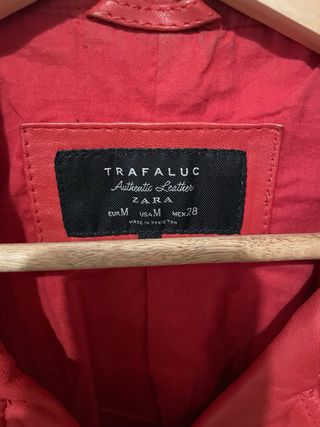 TRAFALUC
Authentic Leather
ZARA
EUR M USA M MEX 28
MADE IN PAKISTAN